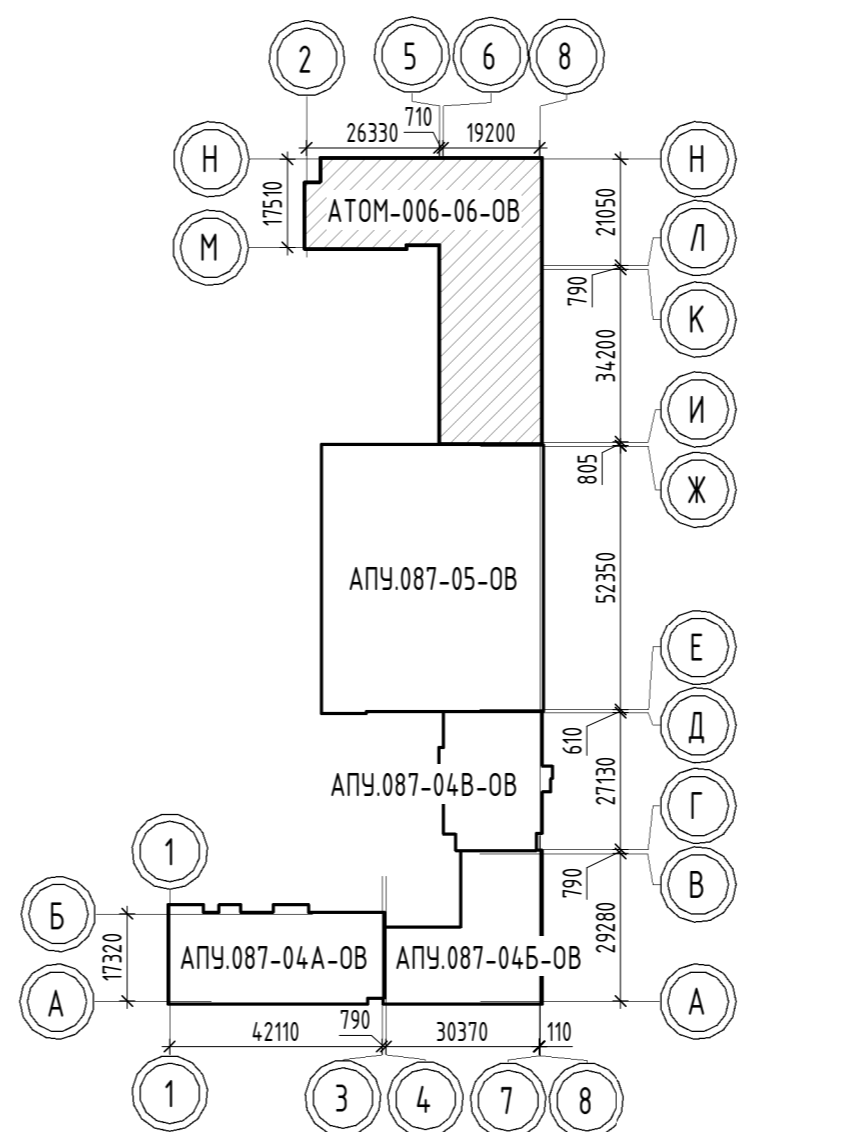 2 5 6 8
26330 710 19200
Н Н
17510 21050
АТОМ-006-06-ОВ
М Л
790
К
34200
И
805
Ж
АПУ.087-05-ОВ 52350
Е
Д
610
АПУ.087-04В-ОВ 27130
Г
1
790
В
Б
17320 29280
АПУ.087-04А-ОВ АПУ.087-04Б-ОВ
А А
42110 790 30370 110
1 3 4 7 8